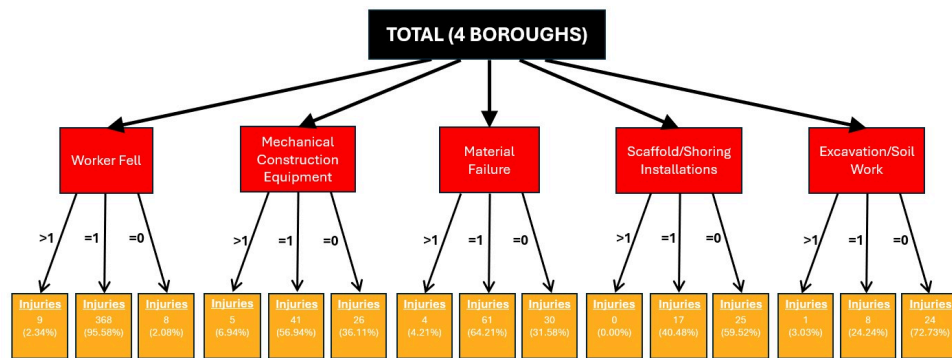 TOTAL (4 BOROUGHS)
Worker Fell
Mechanical
Construction
Equipment
Material
Failure
Scaffold/Shoring
Installations
Excavation/Soil
Work
>1
=1
=0
>1
=1
=0
>1
=1
=0
>1
=1
=0
>1
=1
=0
Injuries
9
(2.34%)
Injuries
368
(95.58%)
Injuries
8
(2.08%)
Injuries
5
(6.94%)
Injuries
41
(56.94%)
Injuries
26
(36.11%)
Injuries
4
(4.21%)
Injuries
61
(64.21%)
Injuries
30
(31.58%)
Injuries
0
(0.00%)
Injuries
17
(40.48%)
Injuries
25
(59.52%)
Injuries
1
(3.03%)
Injuries
8
(24.24%)
Injuries
24
(72.73%)